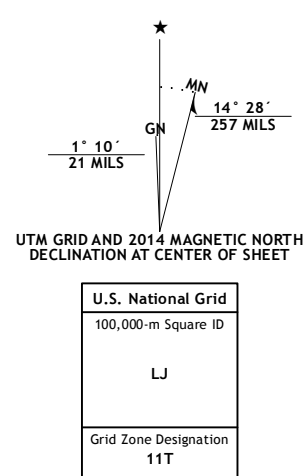 MN
GN
14° 28´
257 MILS
1° 10´
21 MILS
UTM GRID AND 2014 MAGNETIC NORTH
DECLINATION AT CENTER OF SHEET
U.S. National Grid
100,000-m Square ID
LJ
Grid Zone Designation
11T